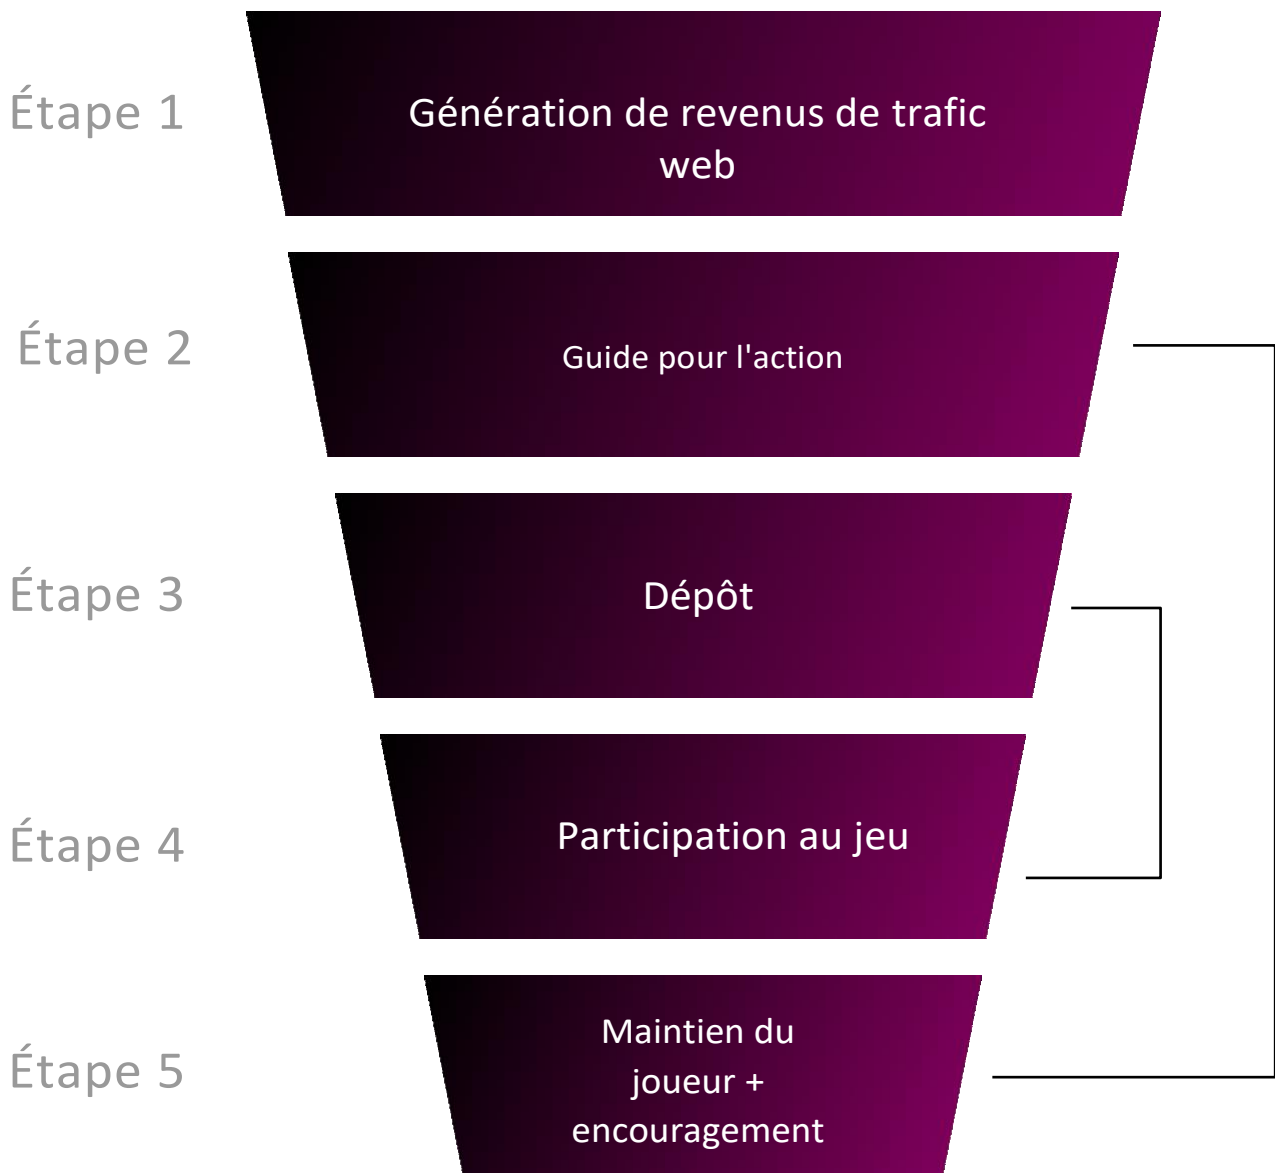 Étape 1
Génération de revenus de trafic
web
Étape 2
Guide pour l'action
Étape 3
Dépôt
Étape 4
Participation au jeu
Étape 5
Maintien du
joueur +
encouragement